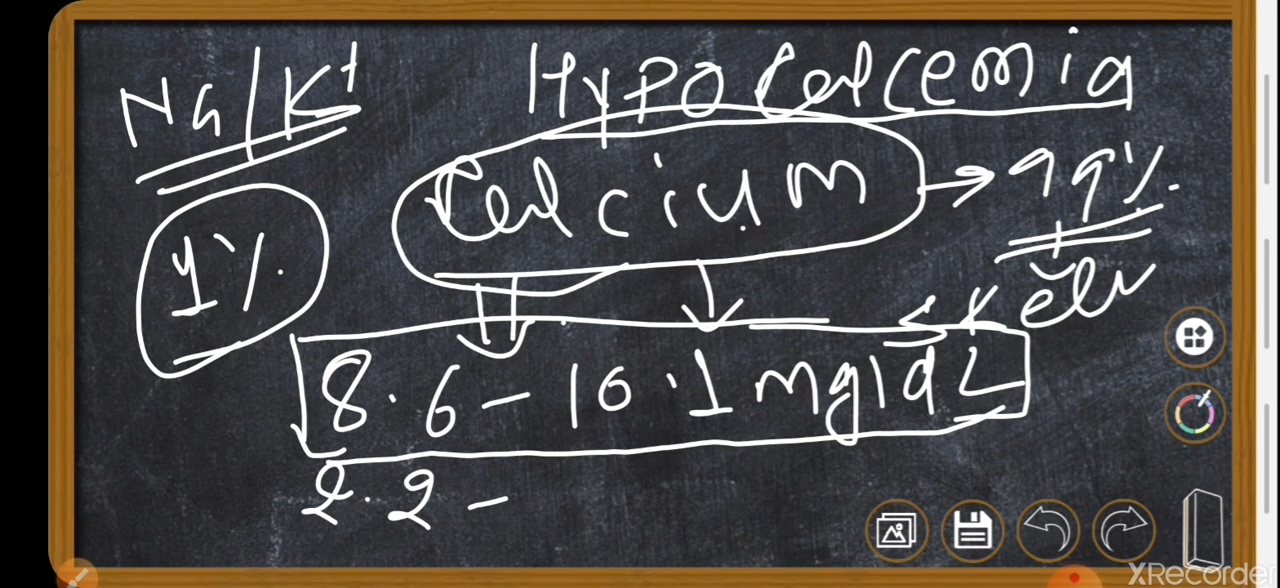 Na/K+
HypoCalcemia
Calcium → 99%.
1%.
Skele
8.6 - 10.1 mg/dL
2.2 -
XRecorder